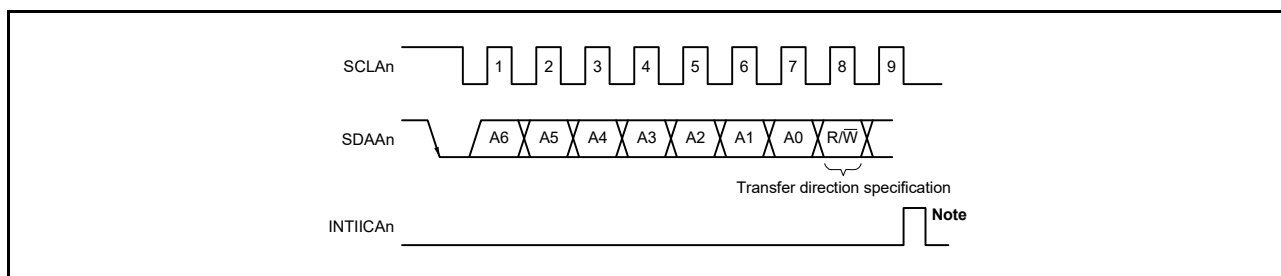 SCLAn 1 2 3 4 5 6 7 8 9
SDAAn A6 A5 A4 A3 A2 A1 A0 R/W̅
Transfer direction specification
INTIICAn Note